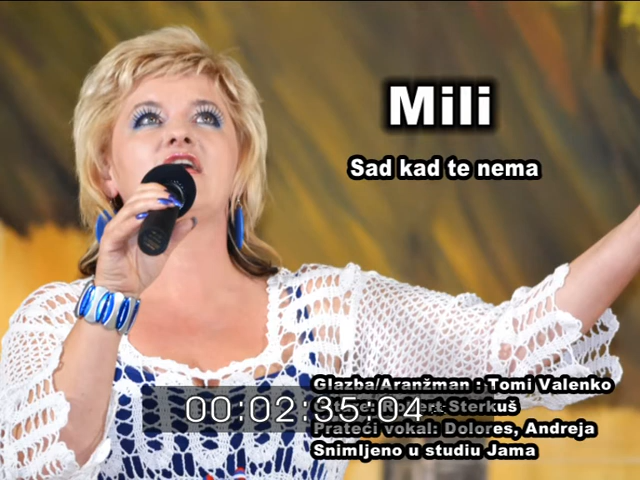 Mili
Sad kad te nema
Glazba/Aranžman : Tomi Valenko
00:02:35:04
Robert Sterkuš
Prateći vokal: Dolores, Andreja
Snimljeno u studiu Jama